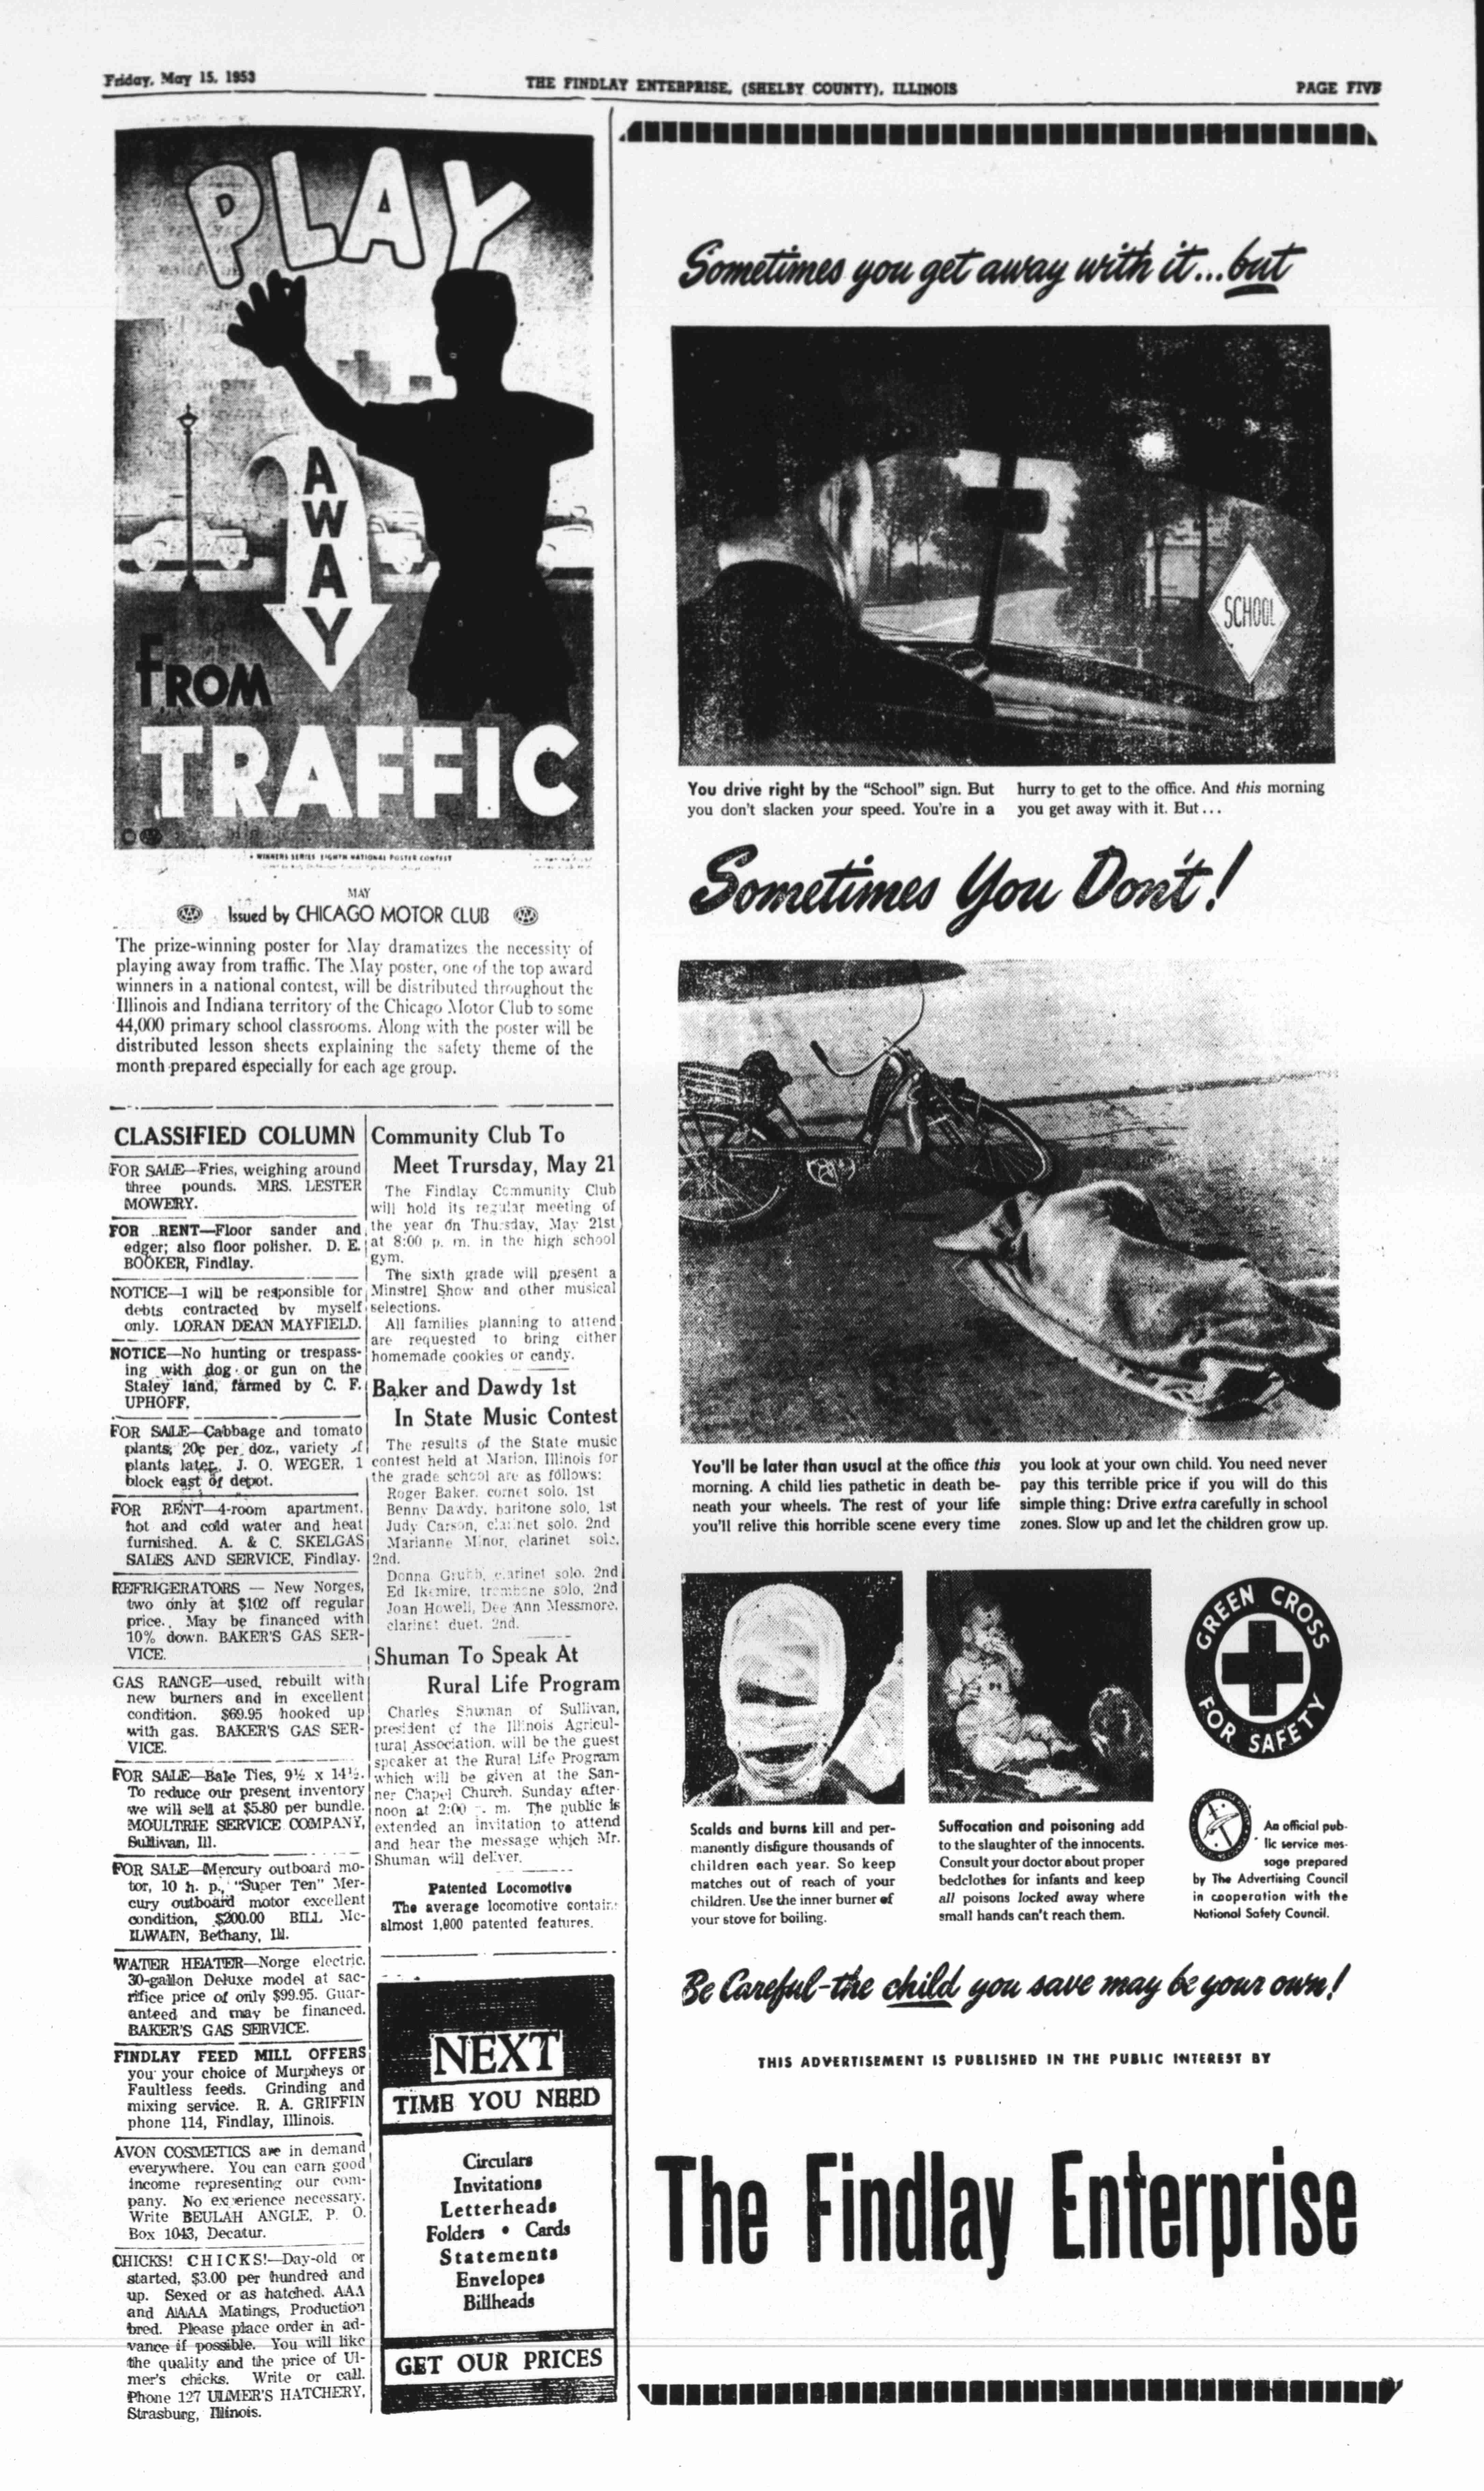 Friday, May 15, 1953
THE FINDLAY ENTERPRISE, (SHELBY COUNTY), ILLINOIS
PAGE FIVE
PLAY
AWAY
FROM
TRAFFIC
WINNERS SERIES EIGHTH NATIONAL POSTER CONTEST
MAY
Issued by CHICAGO MOTOR CLUB
The prize-winning poster for May dramatizes the necessity of
playing away from traffic. The May poster, one of the top award
winners in a national contest, will be distributed throughout the
Illinois and Indiana territory of the Chicago Motor Club to some
44,000 primary school classrooms. Along with the poster will be
distributed lesson sheets explaining the safety theme of the
month prepared especially for each age group.
CLASSIFIED COLUMN
FOR SALE—Fries, weighing around
three pounds. MRS. LESTER
MOWERY.
FOR RENT—Floor sander and
edger; also floor polisher. D. E.
BOOKER, Findlay.
NOTICE—I will be responsible for
debts contracted by myself
only. LORAN DEAN MAYFIELD.
NOTICE—No hunting or trespass-
ing with dog or gun on the
Staley land, farmed by C. F.
UPHOFF.
FOR SALE—Cabbage and tomato
plants, 20c per doz., variety of
plants later. J. O. WEGER, 1
block east of depot.
FOR RENT—4-room apartment,
hot and cold water and heat
furnished. A. & C. SKELGAS
SALES AND SERVICE, Findlay.
REFRIGERATORS — New Norges,
two only at $102 off regular
price. May be financed with
10% down. BAKER'S GAS SER-
VICE.
GAS RANGE—used, rebuilt with
new burners and in excellent
condition. $69.95 hooked up
with gas. BAKER'S GAS SER-
VICE.
FOR SALE—Bale Ties, 9½ x 14½.
To reduce our present inventory
we will sell at $5.80 per bundle.
MOULTRIE SERVICE COMPANY,
Sullivan, Ill.
FOR SALE—Mercury outboard mo-
tor, 10 h. p., "Super Ten" Mer-
cury outboard motor excellent
condition, $200.00 BILL Mc-
ILWAIN, Bethany, Ill.
WATER HEATER—Norge electric,
30-gallon Deluxe model at sac-
rifice price of only $99.95. Guar-
anteed and may be financed.
BAKER'S GAS SERVICE.
FINDLAY FEED MILL OFFERS
you your choice of Murpheys or
Faultless feeds. Grinding and
mixing service. R. A. GRIFFIN
phone 114, Findlay, Illinois.
AVON COSMETICS are in demand
everywhere. You can earn good
income representing our com-
pany. No experience necessary.
Write BEULAH ANGLE, P. O.
Box 1043, Decatur.
CHICKS! CHICKS!—Day-old or
started, $3.00 per hundred and
up. Sexed or as hatched. AAA
and AAAA Matings, Production
bred. Please place order in ad-
vance if possible. You will like
the quality and the price of Ul-
mer's chicks. Write or call.
Phone 127 ULMER'S HATCHERY,
Strasburg, Illinois.
Community Club To
Meet Trursday, May 21
The Findlay Community Club
will hold its regular meeting of
the year on Thursday, May 21st
at 8:00 p. m. in the high school
gym.
The sixth grade will present a
Minstrel Show and other musical
selections.
All families planning to attend
are requested to bring either
homemade cookies or candy.
Baker and Dawdy 1st
In State Music Contest
The results of the State music
contest held at Marion, Illinois for
the grade school are as follows:
Roger Baker, cornet solo, 1st
Benny Dawdy, baritone solo, 1st
Judy Carson, clarinet solo, 2nd
Marianne Minor, clarinet solo,
2nd.
Donna Grubb, clarinet solo, 2nd
Ed Ikemire, trombone solo, 2nd
Joan Howell, Dee Ann Messmore,
clarinet duet, 2nd.
Shuman To Speak At
Rural Life Program
Charles Shuman of Sullivan,
president of the Illinois Agricul-
tural Association, will be the guest
speaker at the Rural Life Program
which will be given at the San-
ner Chapel Church, Sunday after-
noon at 2:00 p. m. The public is
extended an invitation to attend
and hear the message which Mr.
Shuman will deliver.
Patented Locomotive
The average locomotive contains
almost 1,000 patented features.
NEXT
TIME YOU NEED
Circulars
Invitations
Letterheads
Folders • Cards
Statements
Envelopes
Billheads
GET OUR PRICES
Sometimes you get away with it...but
SCHOOL
You drive right by the "School" sign. But
you don't slacken your speed. You're in a
hurry to get to the office. And this morning
you get away with it. But...
Sometimes You Don't!
You'll be later than usual at the office this
morning. A child lies pathetic in death be-
neath your wheels. The rest of your life
you'll relive this horrible scene every time
you look at your own child. You need never
pay this terrible price if you will do this
simple thing: Drive extra carefully in school
zones. Slow up and let the children grow up.
Scalds and burns kill and per-
manently disfigure thousands of
children each year. So keep
matches out of reach of your
children. Use the inner burner of
your stove for boiling.
Suffocation and poisoning add
to the slaughter of the innocents.
Consult your doctor about proper
bedclothes for infants and keep
all poisons locked away where
small hands can't reach them.
GREEN CROSS
FOR SAFETY
An official pub-
lic service mes-
sage prepared
by The Advertising Council
in cooperation with the
National Safety Council.
Be Careful-the child you save may be your own!
THIS ADVERTISEMENT IS PUBLISHED IN THE PUBLIC INTEREST BY
The Findlay Enterprise